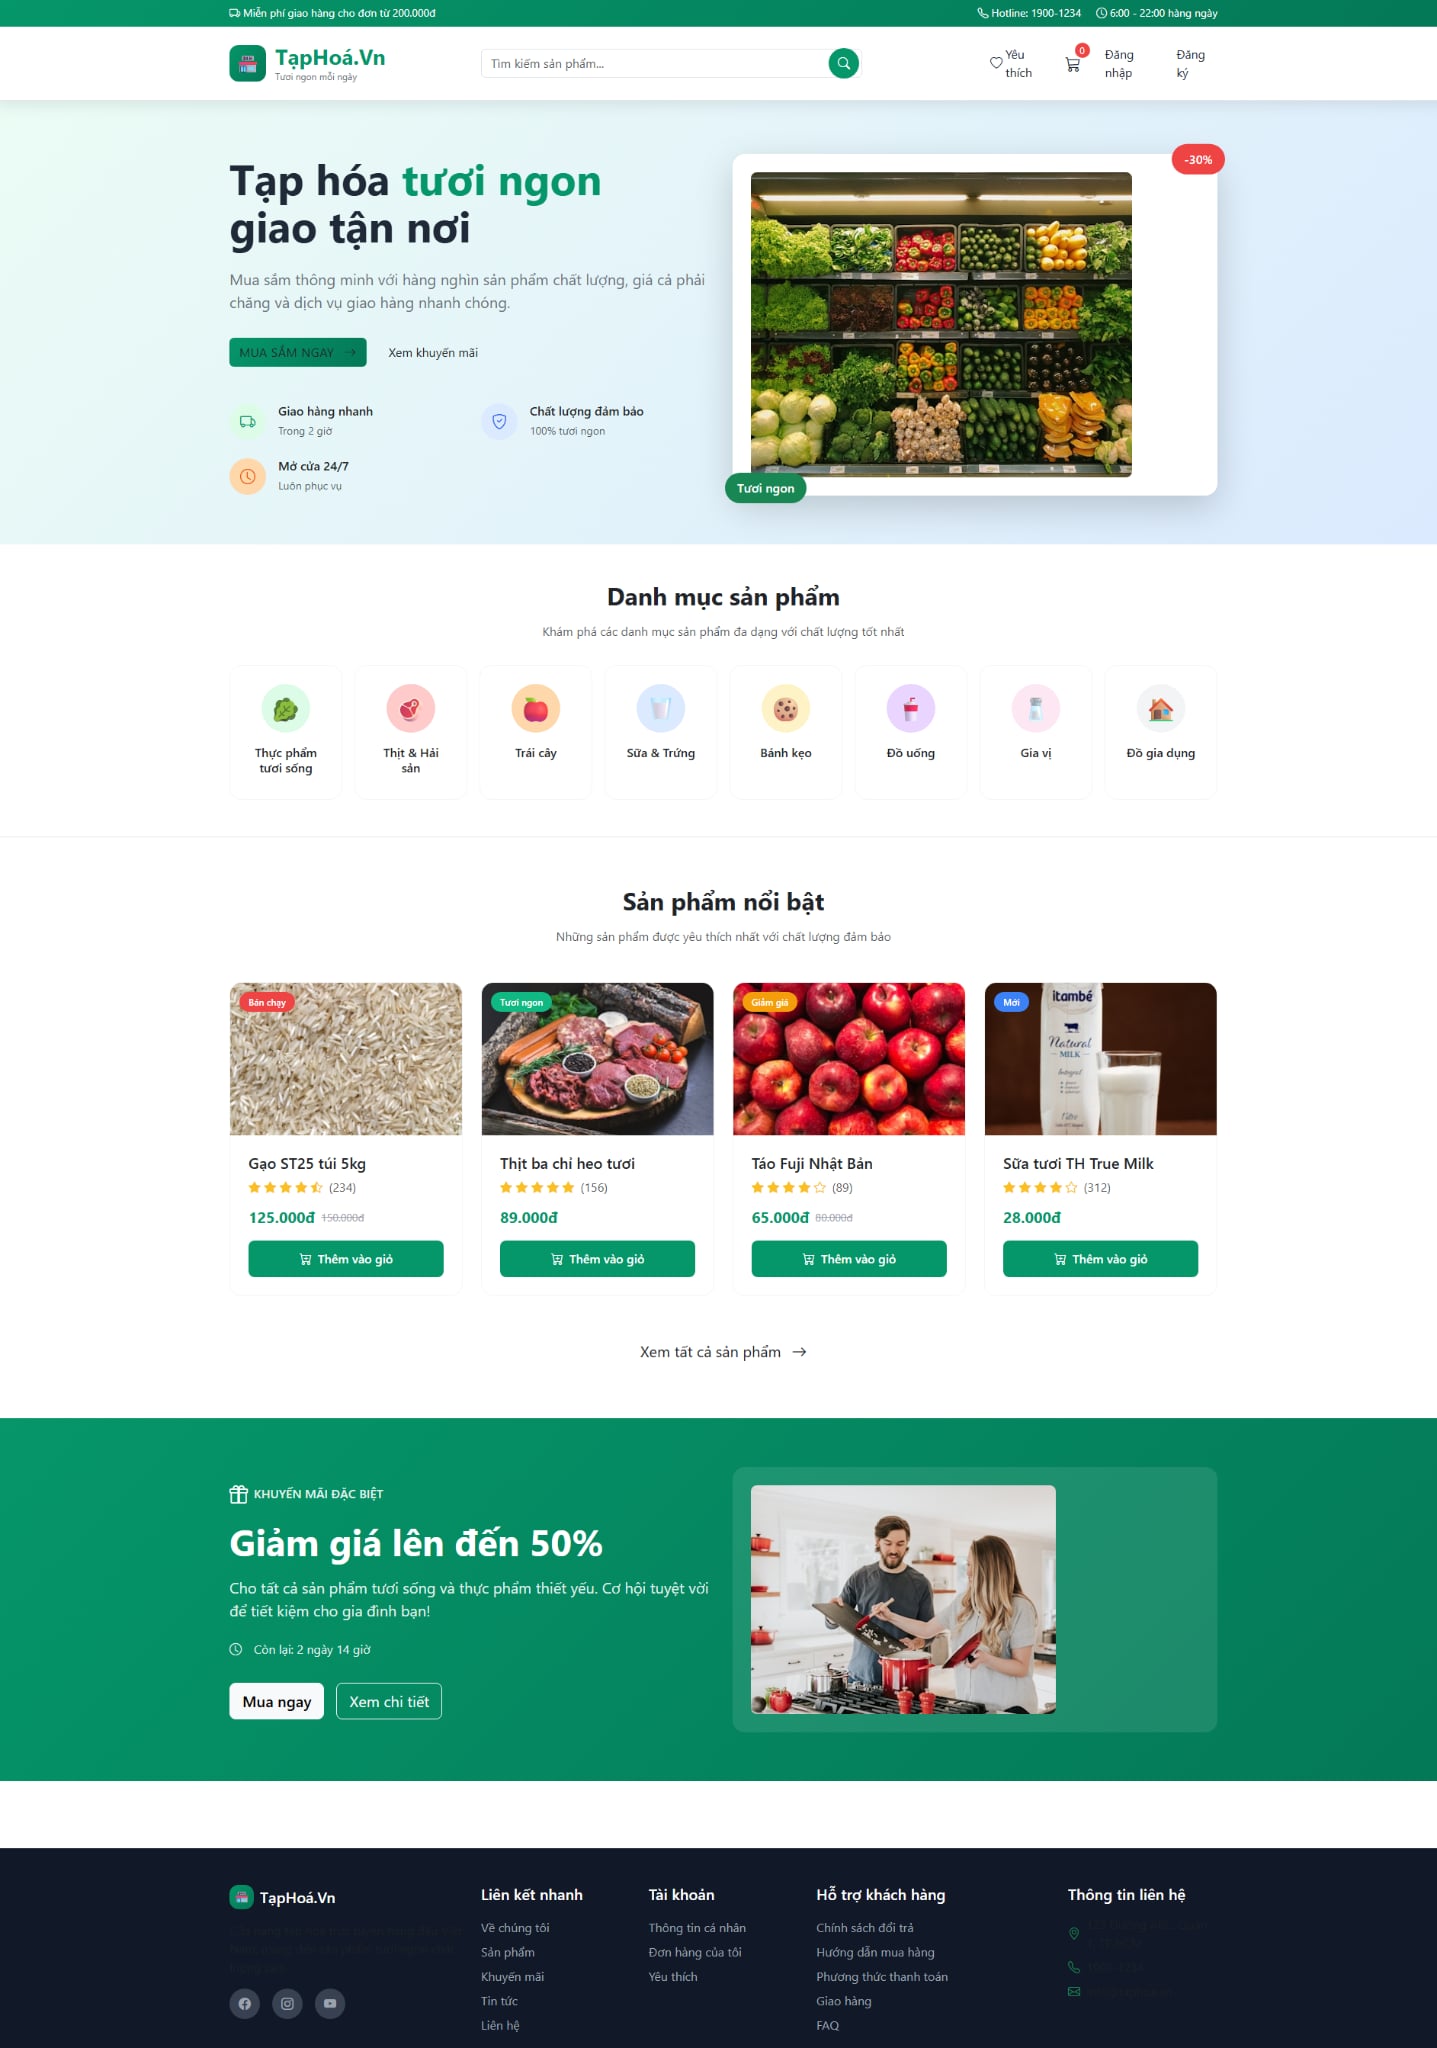 Miễn phí giao hàng cho đơn từ 200.000đ
Hotline: 1900-1234
6:00 - 22:00 hàng ngày
TạpHoá.Vn
Tươi ngon mỗi ngày
Tìm kiếm sản phẩm...
Yêu thích
0
Đăng nhập
Đăng ký
Tạp hóa tươi ngon
giao tận nơi
Mua sắm thông minh với hàng nghìn sản phẩm chất lượng, giá cả phải
chăng và dịch vụ giao hàng nhanh chóng.
MUA SẮM NGAY
Xem khuyến mãi
Giao hàng nhanh
Trong 2 giờ
Chất lượng đảm bảo
100% tươi ngon
Mở cửa 24/7
Luôn phục vụ
-30%
Tươi ngon
Danh mục sản phẩm
Khám phá các danh mục sản phẩm đa dạng với chất lượng tốt nhất
Thực phẩm
tươi sống
Thịt & Hải
sản
Trái cây
Sữa & Trứng
Bánh kẹo
Đồ uống
Gia vị
Đồ gia dụng
Sản phẩm nổi bật
Những sản phẩm được yêu thích nhất với chất lượng đảm bảo
Bán chạy
Gạo ST25 túi 5kg
(234)
125.000đ 150.000đ
Thêm vào giỏ
Tươi ngon
Thịt ba chỉ heo tươi
(156)
89.000đ
Thêm vào giỏ
Giảm giá
Táo Fuji Nhật Bản
(89)
65.000đ 80.000đ
Thêm vào giỏ
Mới
itambé
Natural
MILK
Integral
Sữa tươi TH True Milk
(312)
28.000đ
Thêm vào giỏ
Xem tất cả sản phẩm
KHUYẾN MÃI ĐẶC BIỆT
Giảm giá lên đến 50%
Cho tất cả sản phẩm tươi sống và thực phẩm thiết yếu. Cơ hội tuyệt vời
để tiết kiệm cho gia đình bạn!
Còn lại: 2 ngày 14 giờ
Mua ngay
Xem chi tiết
TạpHoá.Vn
Liên kết nhanh
Về chúng tôi
Sản phẩm
Khuyến mãi
Tin tức
Liên hệ
Tài khoản
Thông tin cá nhân
Đơn hàng của tôi
Yêu thích
Hỗ trợ khách hàng
Chính sách đổi trả
Hướng dẫn mua hàng
Phương thức thanh toán
Giao hàng
FAQ
Thông tin liên hệ
1900-1234